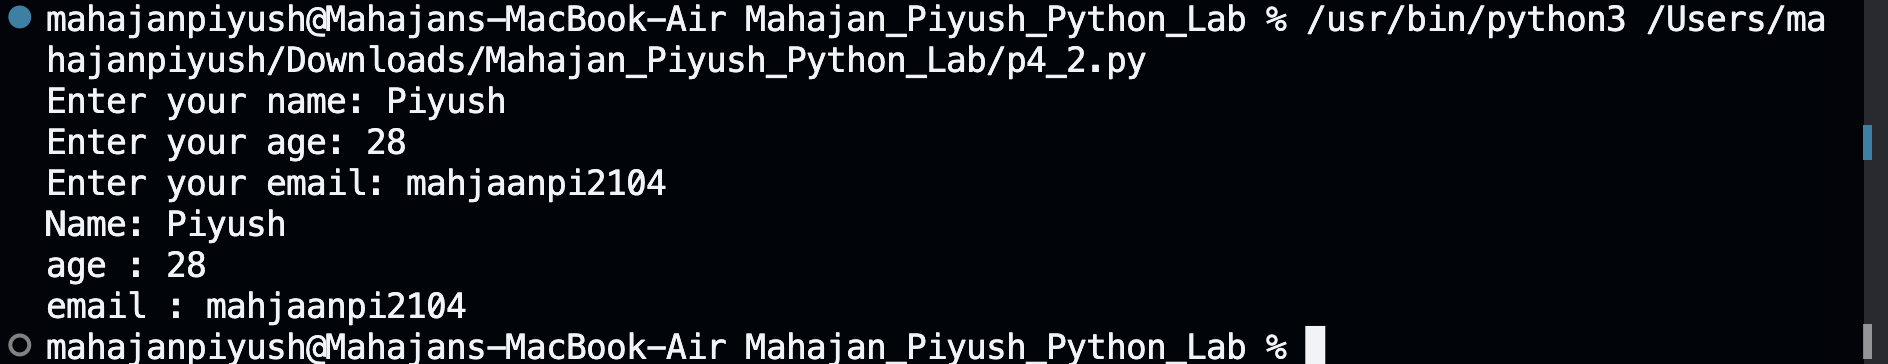 mahajanpiyush@Mahajans-MacBook-Air Mahajan_Piyush_Python_Lab % /usr/bin/python3 /Users/ma
hajanpiyush/Downloads/Mahajan_Piyush_Python_Lab/p4_2.py
Enter your name: Piyush
Enter your age: 28
Enter your email: mahjaanpi2104
Name: Piyush
age : 28
email : mahjaanpi2104
mahajanpiyush@Mahajans-MacBook-Air Mahajan_Piyush_Python_Lab %